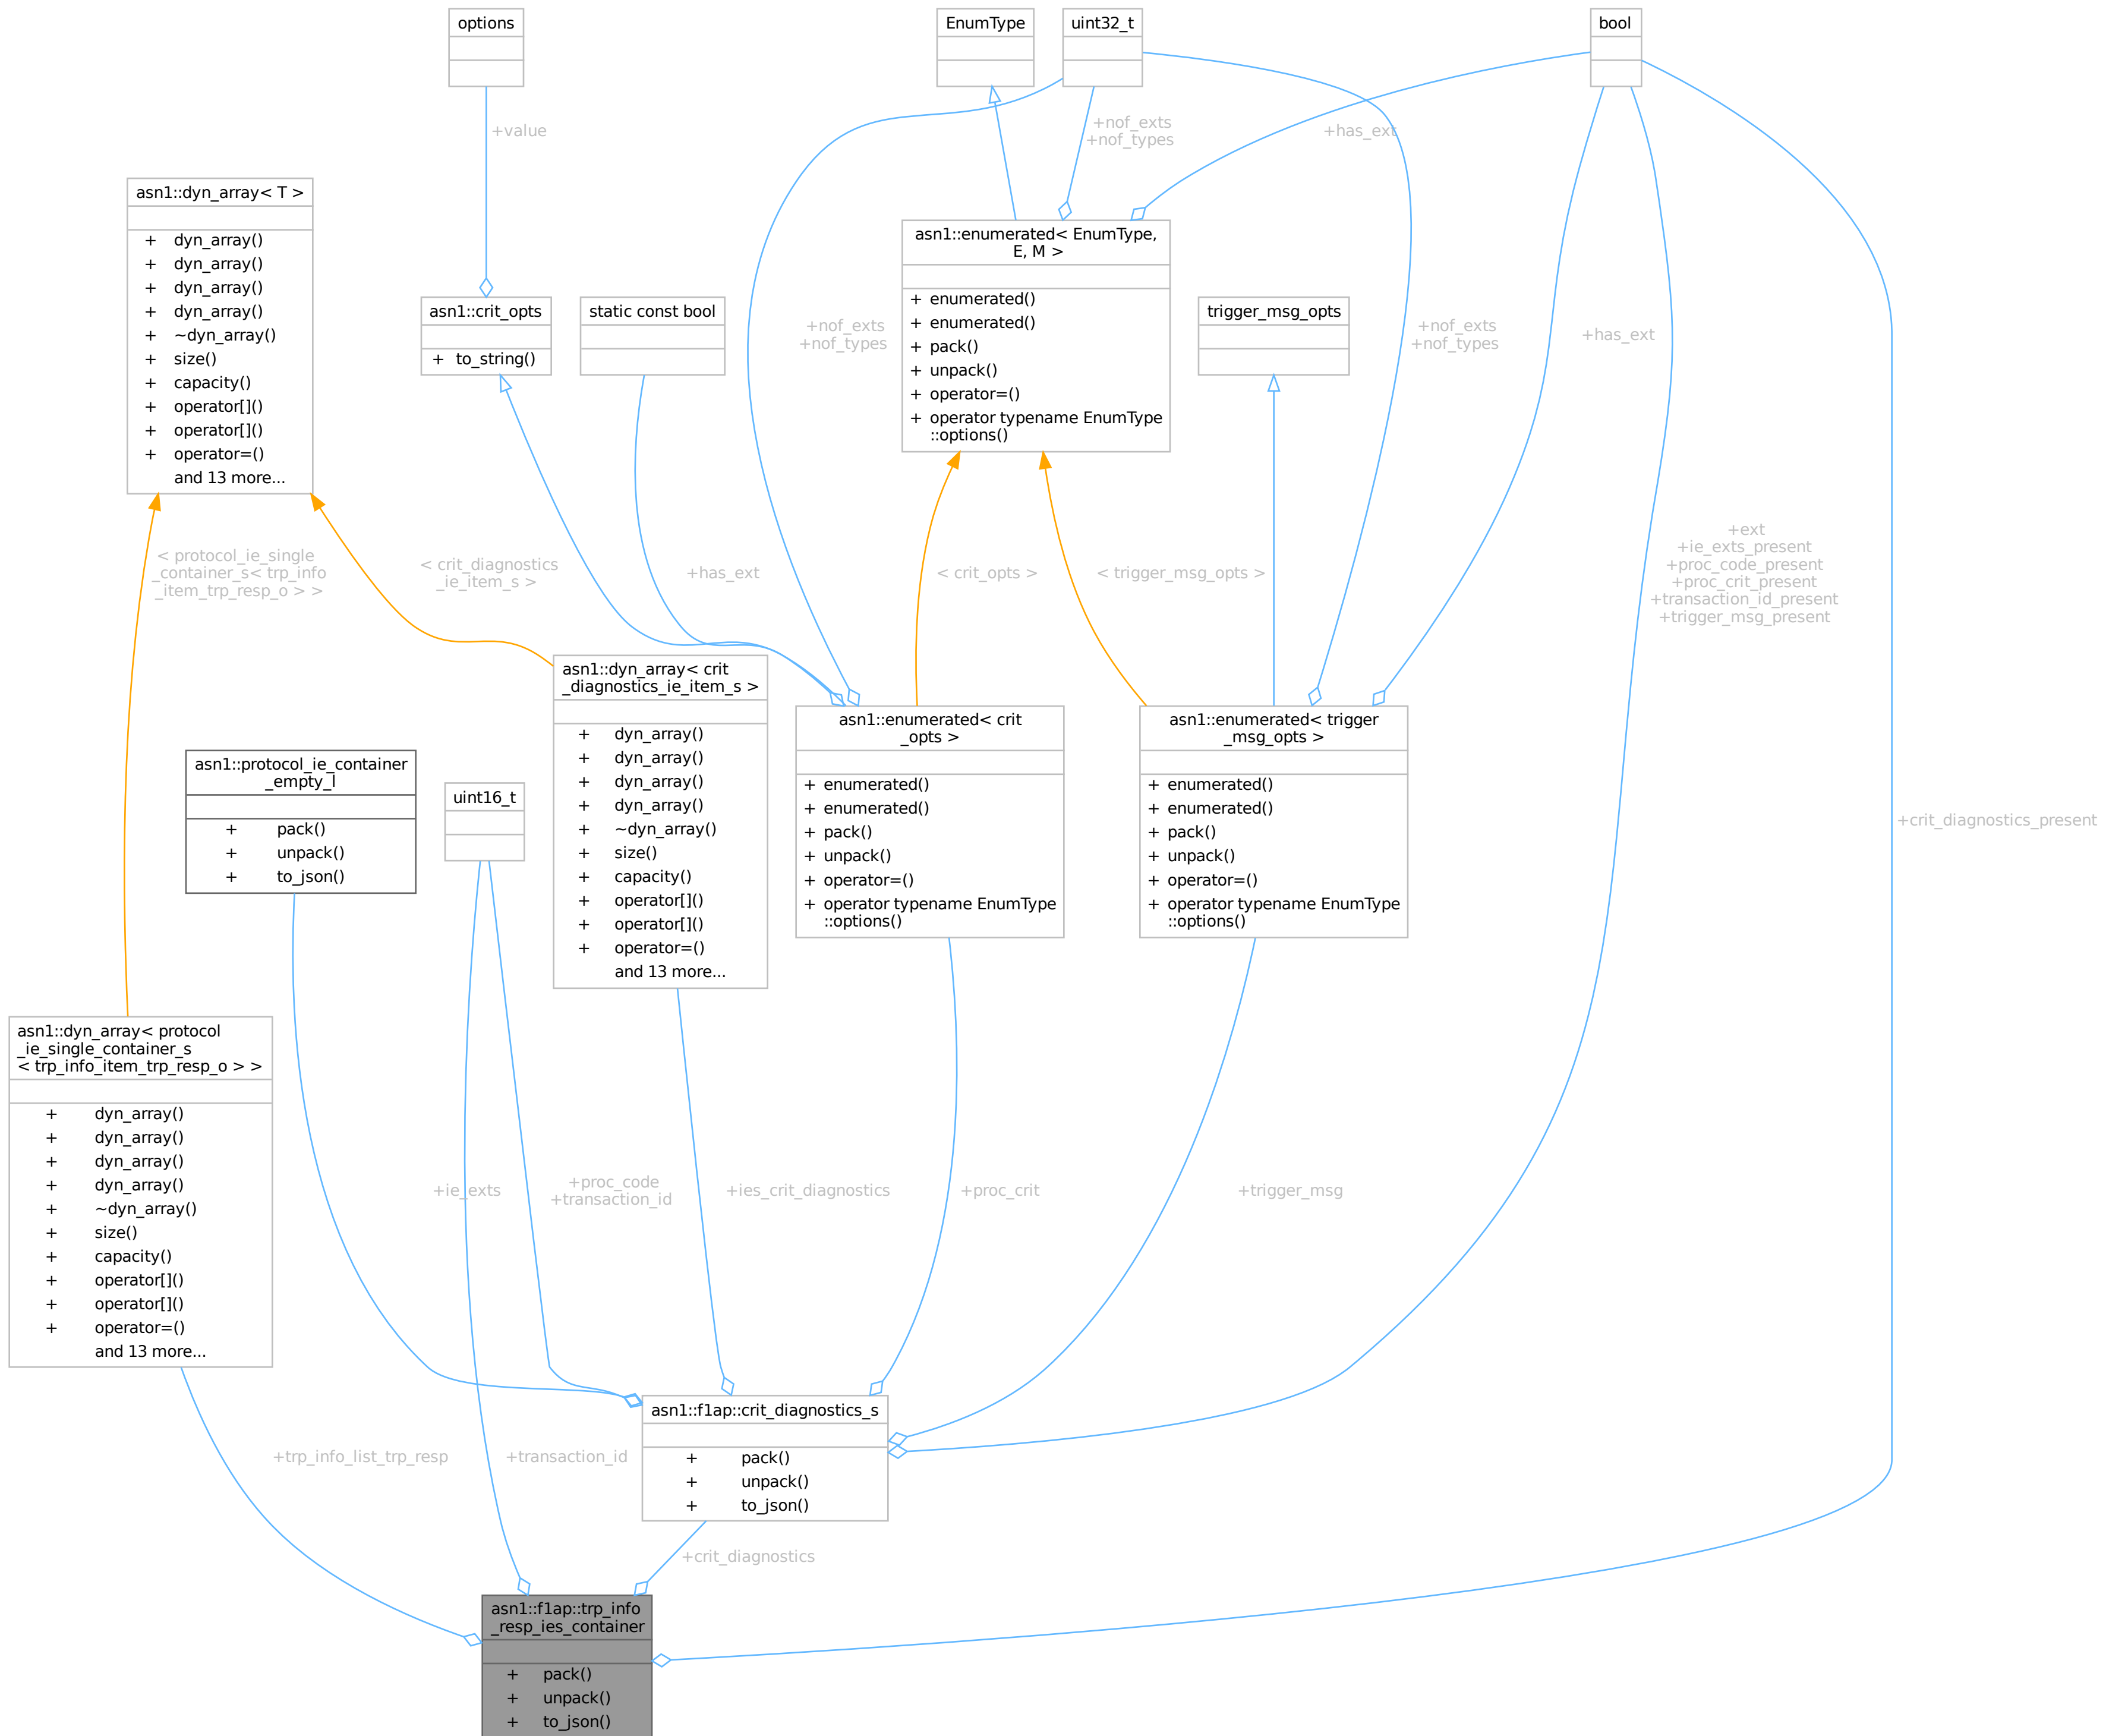 options
EnumType
uint32_t
bool
+value
+nof_exts
+nof_types
+has_ext
asn1::dyn_array< T >
+ dyn_array()
+ dyn_array()
+ dyn_array()
+ dyn_array()
+ ~dyn_array()
+ size()
+ capacity()
+ operator[]()
+ operator[]()
+ operator=()
and 13 more...
asn1::crit_opts
+ to_string()
static const bool
asn1::enumerated< EnumType,
E, M >
+ enumerated()
+ enumerated()
+ pack()
+ unpack()
+ operator=()
+ operator typename EnumType
::options()
trigger_msg_opts
+nof_exts
+nof_types
+nof_exts
+nof_types
+has_ext
< protocol_ie_single
_container_s< trp_info
_item_trp_resp_o > >
< crit_diagnostics
_ie_item_s >
+has_ext
< crit_opts >
< trigger_msg_opts >
+ext
+ie_exts_present
+proc_code_present
+proc_crit_present
+transaction_id_present
+trigger_msg_present
asn1::protocol_ie_container
_empty_l
+ pack()
+ unpack()
+ to_json()
uint16_t
asn1::dyn_array< crit
_diagnostics_ie_item_s >
+ dyn_array()
+ dyn_array()
+ dyn_array()
+ dyn_array()
+ ~dyn_array()
+ size()
+ capacity()
+ operator[]()
+ operator[]()
+ operator=()
and 13 more...
asn1::enumerated< crit
_opts >
+ enumerated()
+ enumerated()
+ pack()
+ unpack()
+ operator=()
+ operator typename EnumType
::options()
asn1::enumerated< trigger
_msg_opts >
+ enumerated()
+ enumerated()
+ pack()
+ unpack()
+ operator=()
+ operator typename EnumType
::options()
+crit_diagnostics_present
asn1::dyn_array< protocol
_ie_single_container_s
< trp_info_item_trp_resp_o > >
+ dyn_array()
+ dyn_array()
+ dyn_array()
+ dyn_array()
+ ~dyn_array()
+ size()
+ capacity()
+ operator[]()
+ operator[]()
+ operator=()
and 13 more...
+ie_exts
+proc_code
+transaction_id
+ies_crit_diagnostics
+proc_crit
+trigger_msg
+trp_info_list_trp_resp
+transaction_id
asn1::f1ap::crit_diagnostics_s
+ pack()
+ unpack()
+ to_json()
+crit_diagnostics
asn1::f1ap::trp_info
_resp_ies_container
+ pack()
+ unpack()
+ to_json()